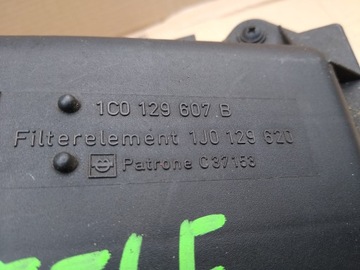 1C0 129 607 B
Filterelement 1J0 129 620
Patrone C37153